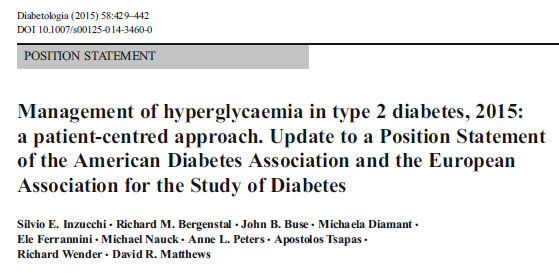 Diabetologia (2015) 58:429–442
DOI 10.1007/s00125-014-3460-0
POSITION STATEMENT
Management of hyperglycaemia in type 2 diabetes, 2015:
a patient-centred approach. Update to a Position Statement
of the American Diabetes Association and the European
Association for the Study of Diabetes
Silvio E. Inzucchi · Richard M. Bergenstal · John B. Buse · Michaela Diamant ·
Ele Ferrannini · Michael Nauck · Anne L. Peters · Apostolos Tsapas ·
Richard Wender · David R. Matthews